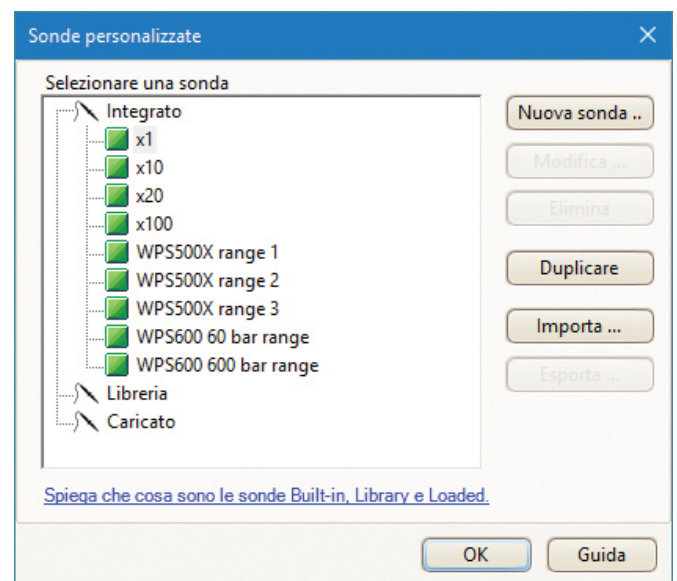 Sonde personalizzate
Selezionare una sonda
Integrato
x1
x10
x20
x100
WPS500X range 1
WPS500X range 2
WPS500X range 3
WPS600 60 bar range
WPS600 600 bar range
Libreria
Caricato
Spiega che cosa sono le sonde Built-in, Library e Loaded.
Nuova sonda ..
Modifica ...
Elimina
Duplicare
Importa ...
Esporta ...
OK
Guida